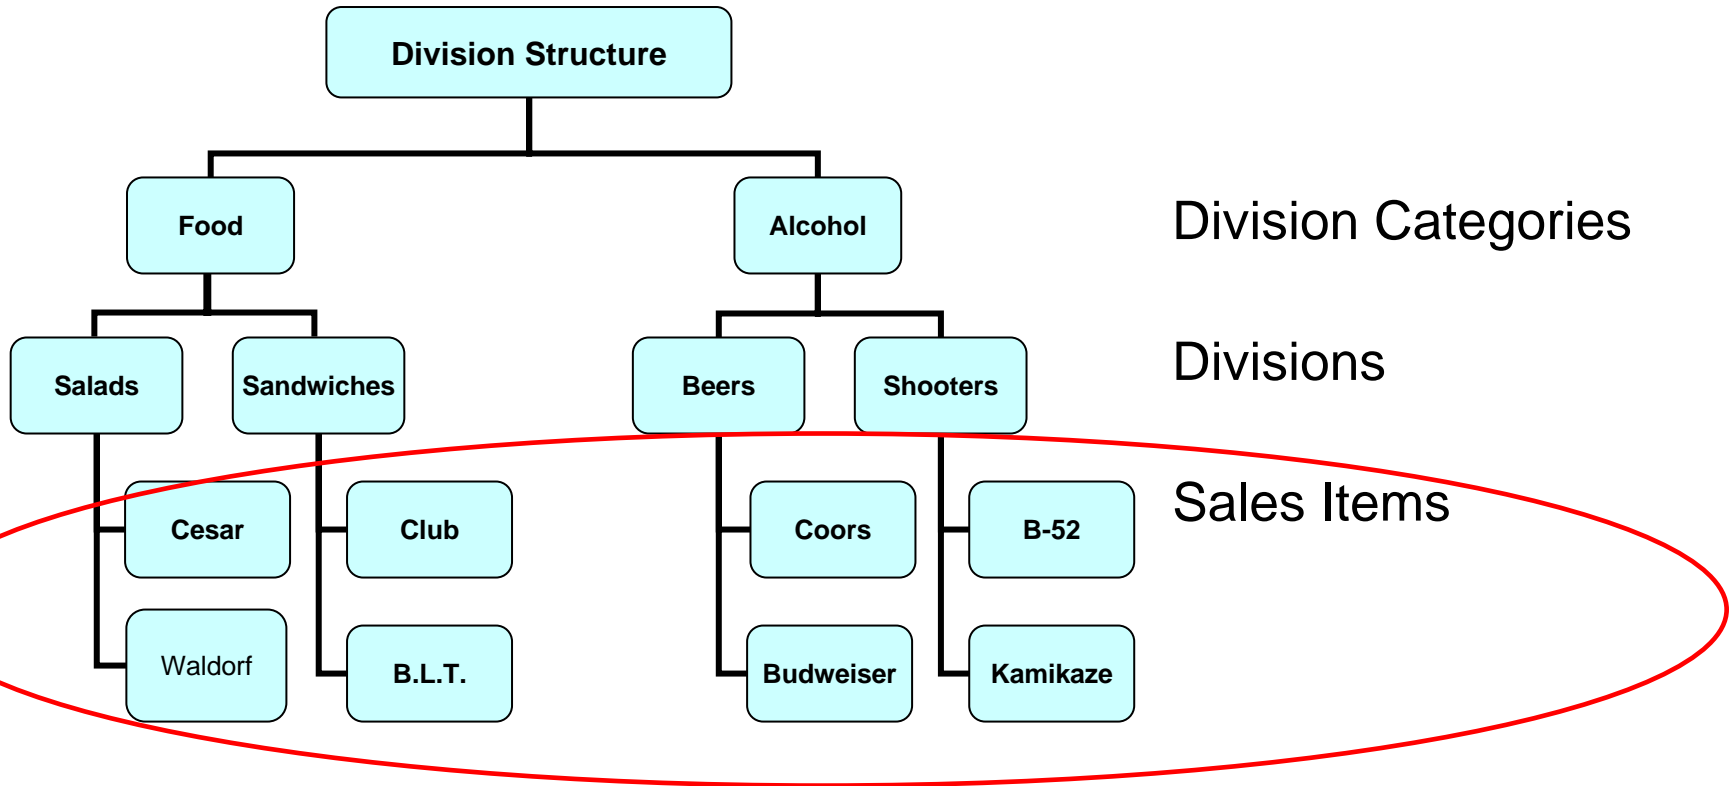 Division Structure
Food
Alcohol
Division Categories
Salads
Sandwiches
Beers
Shooters
Divisions
Cesar
Club
Coors
B-52
Sales Items
Waldorf
B.L.T.
Budweiser
Kamikaze